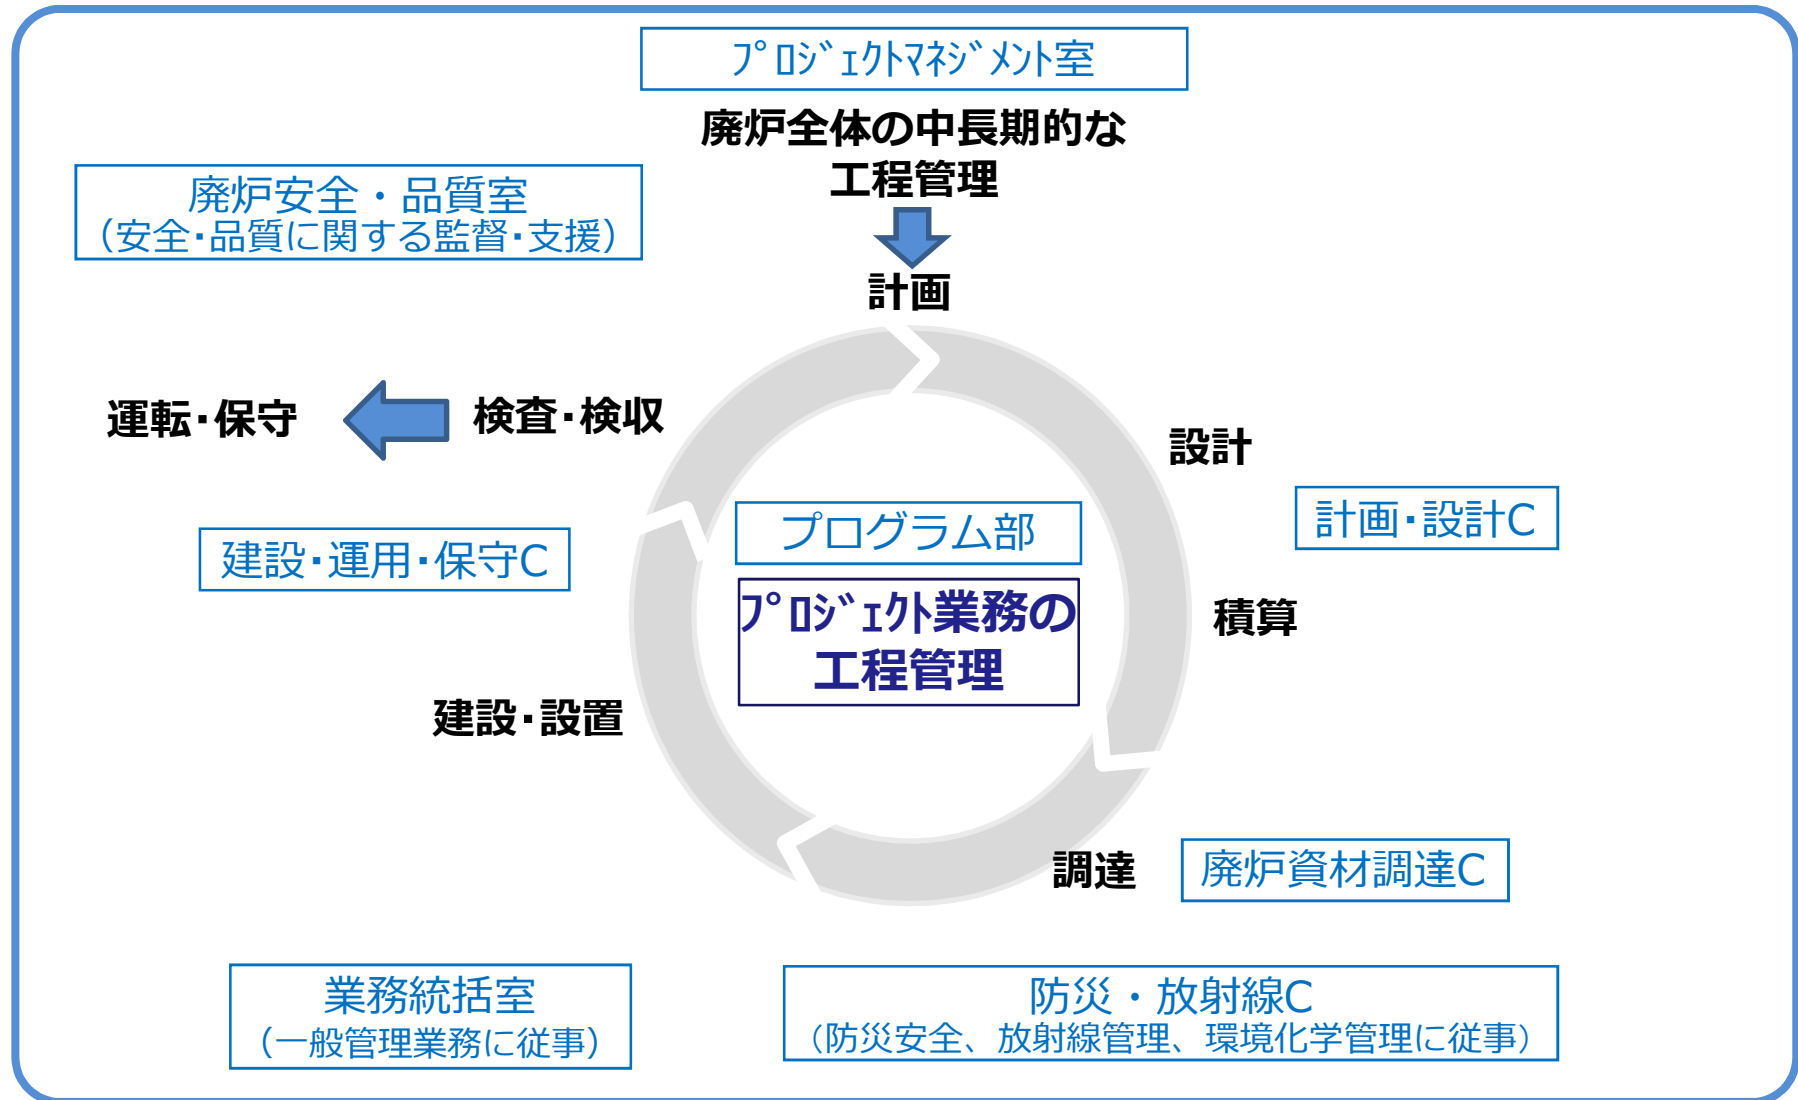 ﾌﾟﾛｼﾞｪｸﾄﾏﾈｼﾞﾒﾝﾄ室
廃炉全体の中長期的な
工程管理
廃炉安全・品質室
（安全・品質に関する監督・支援）
計画
運転・保守
検査・検収
設計
計画・設計C
プログラム部
建設・運用・保守C
ﾌﾟﾛｼﾞｪｸﾄ業務の
工程管理
積算
建設・設置
調達
廃炉資材調達C
業務統括室
（一般管理業務に従事）
防災・放射線C
（防災安全、放射線管理、環境化学管理に従事）